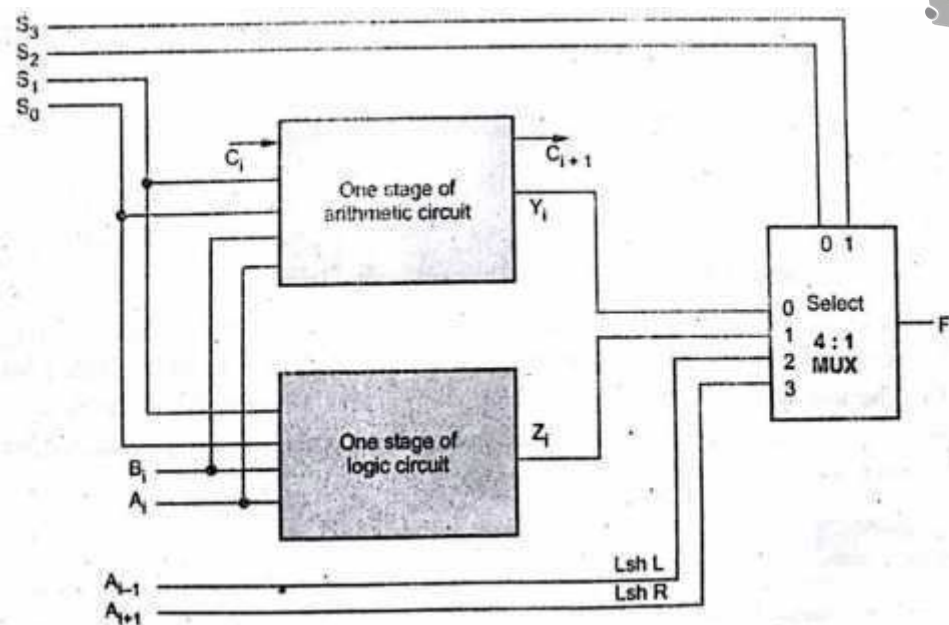 S3
S2
S1
S0
Ci
Ci + 1
One stage of
arithmetic circuit
Yi
0 1
0 Select
1
4 : 1
2 MUX
3
F
One stage of
logic circuit
Zi
Bi
Ai
Lsh L
Ai–1
Lsh R
Ai+1